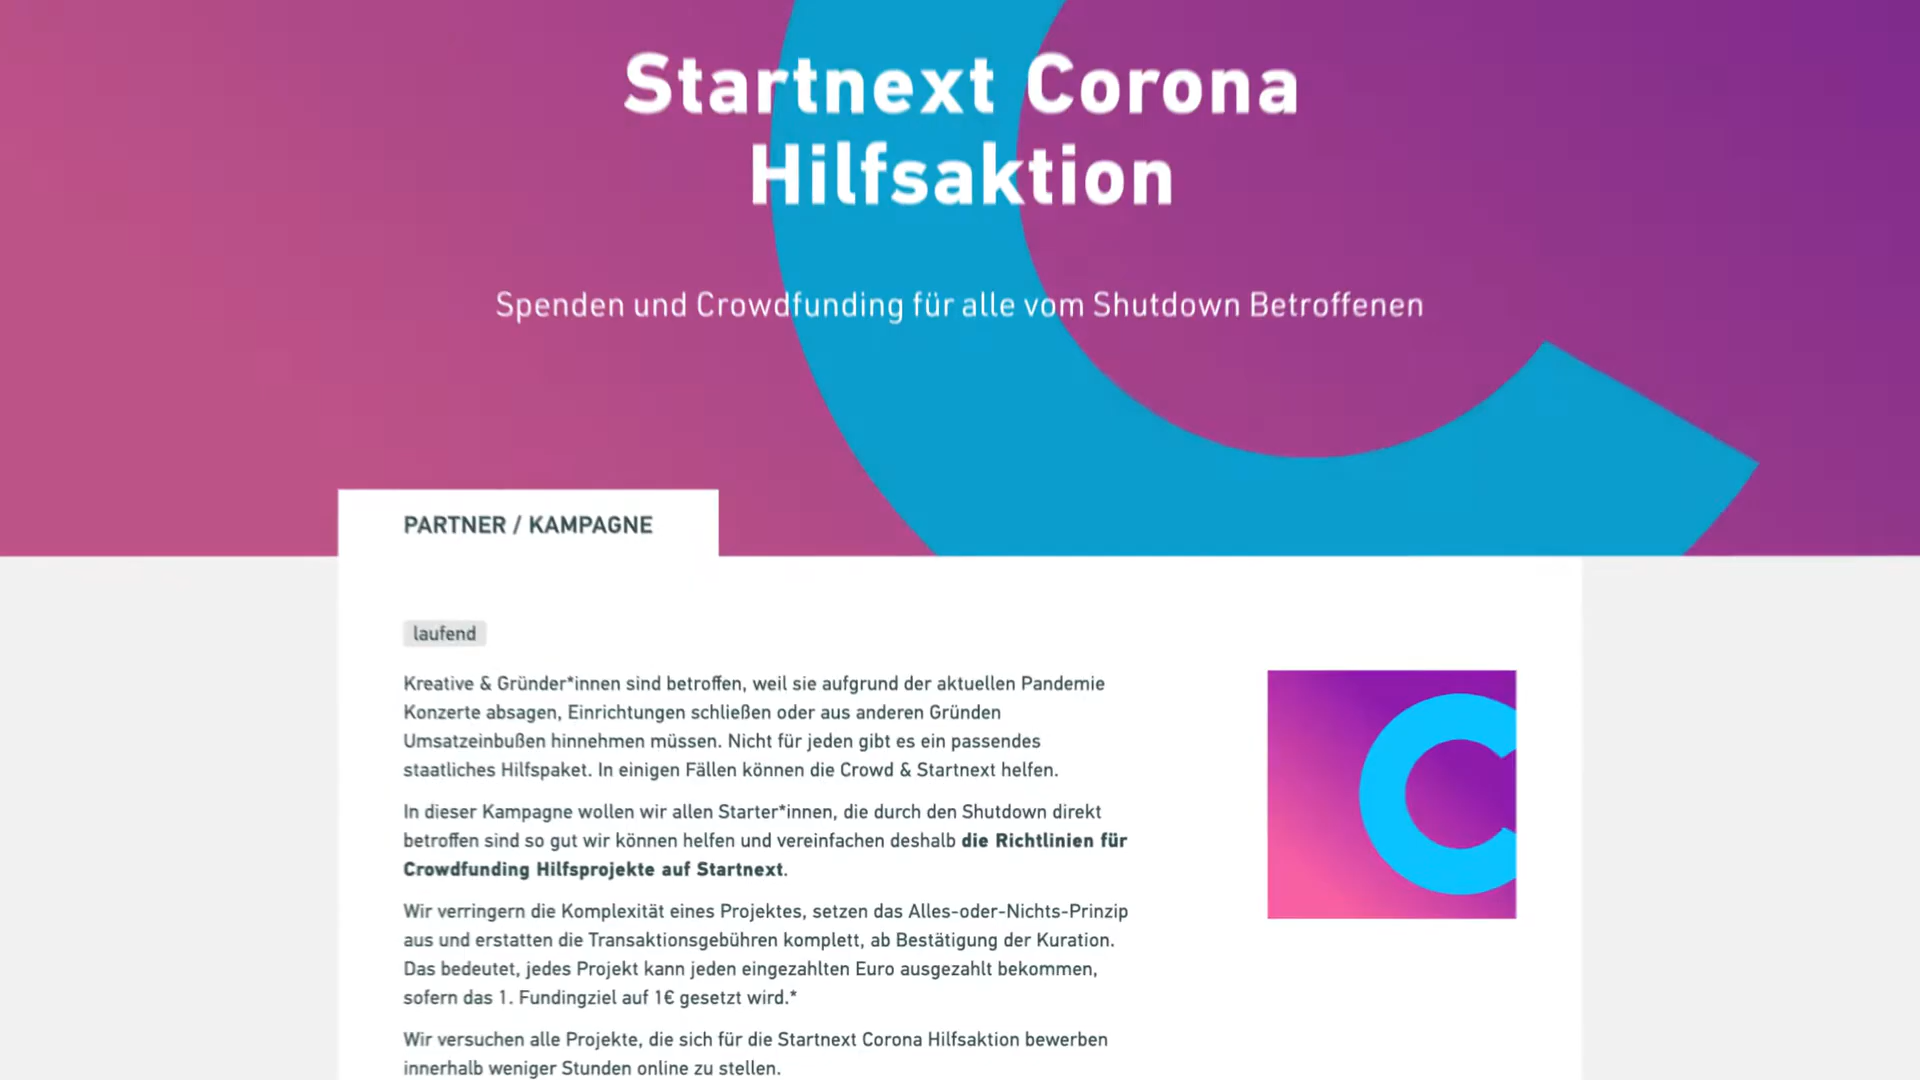 Startnext Corona
Hilfsaktion
Spenden und Crowdfunding für alle vom Shutdown Betroffenen
PARTNER / KAMPAGNE
laufend
Kreative & Gründer*innen sind betroffen, weil sie aufgrund der aktuellen Pandemie
Konzerte absagen, Einrichtungen schließen oder aus anderen Gründen
Umsatzeinbußen hinnehmen müssen. Nicht für jeden gibt es ein passendes
staatliches Hilfspaket. In einigen Fällen können die Crowd & Startnext helfen.
In dieser Kampagne wollen wir allen Starter*innen, die durch den Shutdown direkt
betroffen sind so gut wir können helfen und vereinfachen deshalb die Richtlinien für
Crowdfunding Hilfsprojekte auf Startnext.
Wir verringern die Komplexität eines Projektes, setzen das Alles-oder-Nichts-Prinzip
aus und erstatten die Transaktionsgebühren komplett, ab Bestätigung der Kuration.
Das bedeutet, jedes Projekt kann jeden eingezahlten Euro ausgezahlt bekommen,
sofern das 1. Fundingziel auf 1€ gesetzt wird.*
Wir versuchen alle Projekte, die sich für die Startnext Corona Hilfsaktion bewerben
innerhalb weniger Stunden online zu stellen.